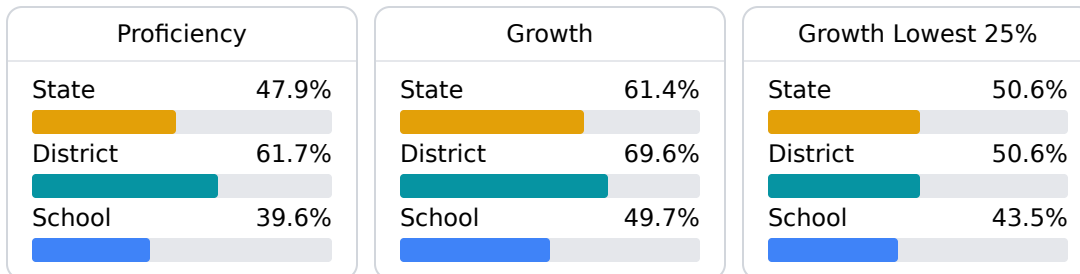 Proficiency
State 47.9%
District 61.7%
School 39.6%
Growth
State 61.4%
District 69.6%
School 49.7%
Growth Lowest 25%
State 50.6%
District 50.6%
School 43.5%